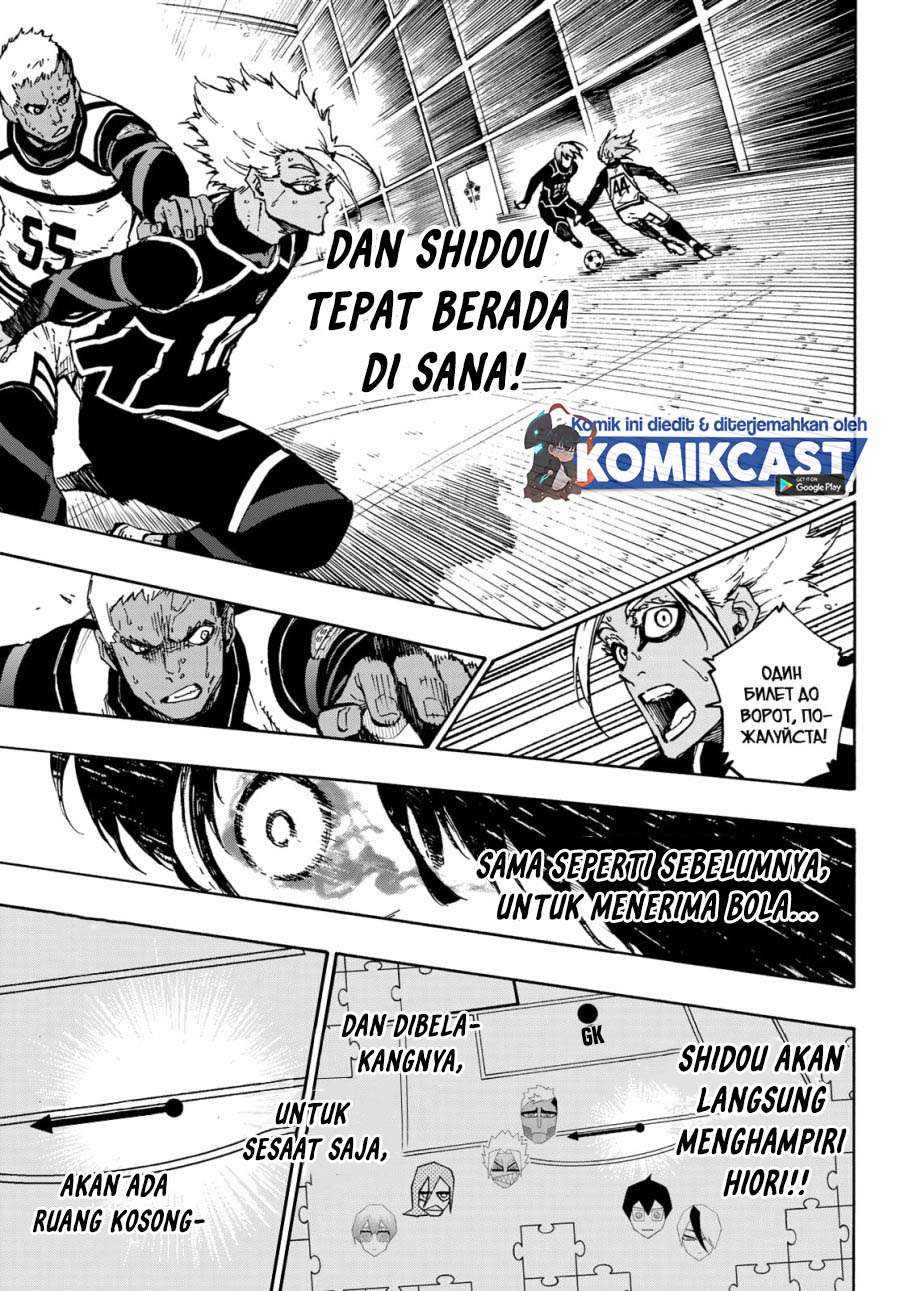 55
44
DAN SHIDOU
TEPAT BERADA
DI SANA!
Komik ini diedit & diterjemahkan oleh
KOMIKCAST
GET IT ON
Google Play
ОДИН
БИЛЕТ ДО
ВОРОТ, ПО-
ЖАЛУЙСТА!
SAMA SEPERTI SEBELUMNYA,
UNTUK MENERIMA BOLA...
SHIDOU AKAN
LANGSUNG
MENGHAMPIRI
HIORI!!
GK
DAN DIBELA-
KANGNYA,
UNTUK
SESAAT SAJA,
AKAN ADA
RUANG KOSONG-